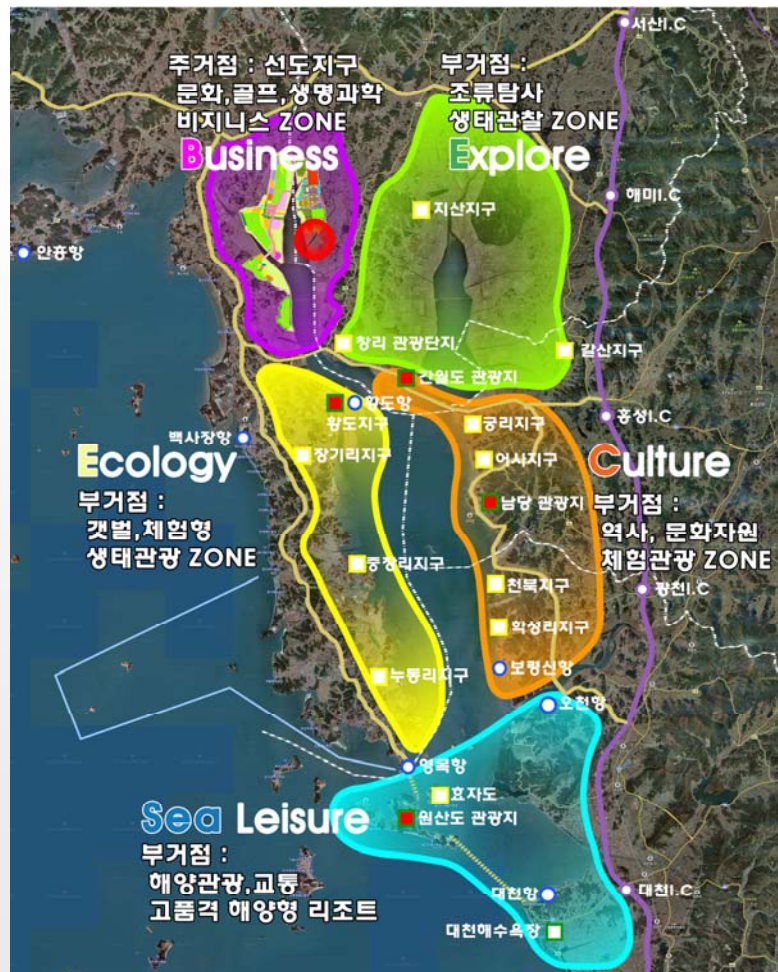 서산I.C
주거점 : 선도지구
문화,골프,생명과학
비지니스 ZONE
Business
부거점 :
조류탐사
생태관찰 ZONE
Explore
해미I.C
지산지구
안흥항
창리 관광단지
갈산지구
간월도 관광지
황도항
황도지구
홍성I.C
궁리지구
백사장항
장기리지구
어사지구
Ecology
부거점 :
갯벌,체험형
생태관광 ZONE
Culture
부거점 :
역사, 문화자원
체험관광 ZONE
남당 관광지
중장리지구
천북지구
광천I.C
학성리지구
보령신항
누동리지구
오천항
영목항
효자도
원산도 관광지
Sea Leisure
부거점 :
해양관광,교통
고품격 해양형 리조트
대천항
대천I.C
대천해수욕장